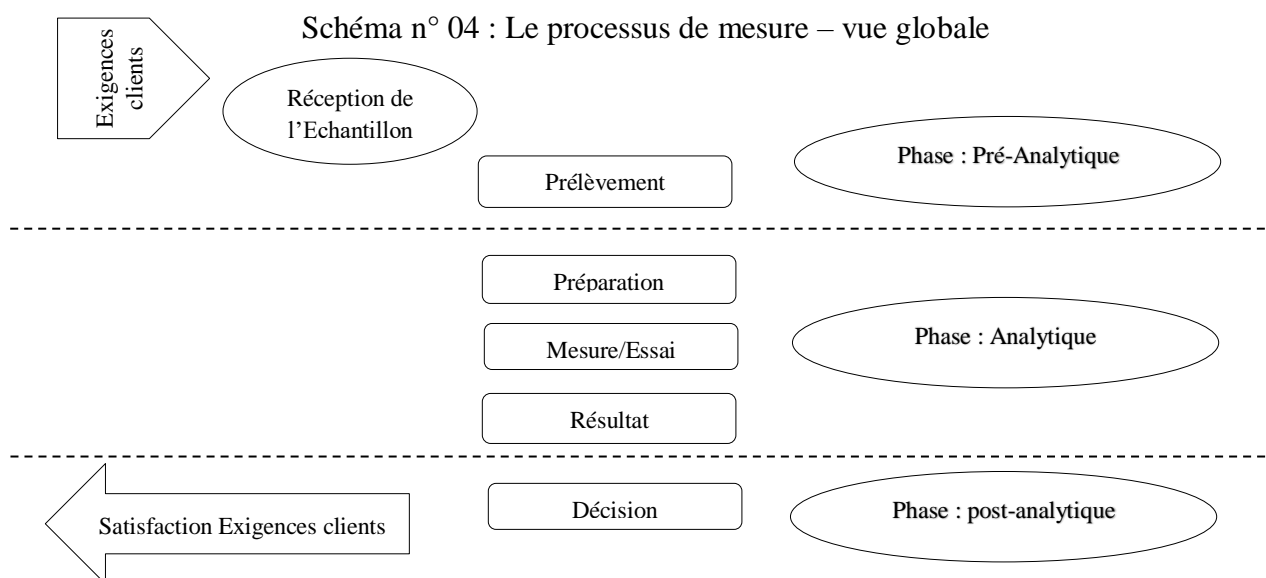 Schéma n° 04 : Le processus de mesure – vue globale
Exigences
clients
Réception de
l’Echantillon
Prélèvement
Phase : Pré-Analytique
Préparation
Mesure/Essai
Phase : Analytique
Résultat
Satisfaction Exigences clients
Décision
Phase : post-analytique